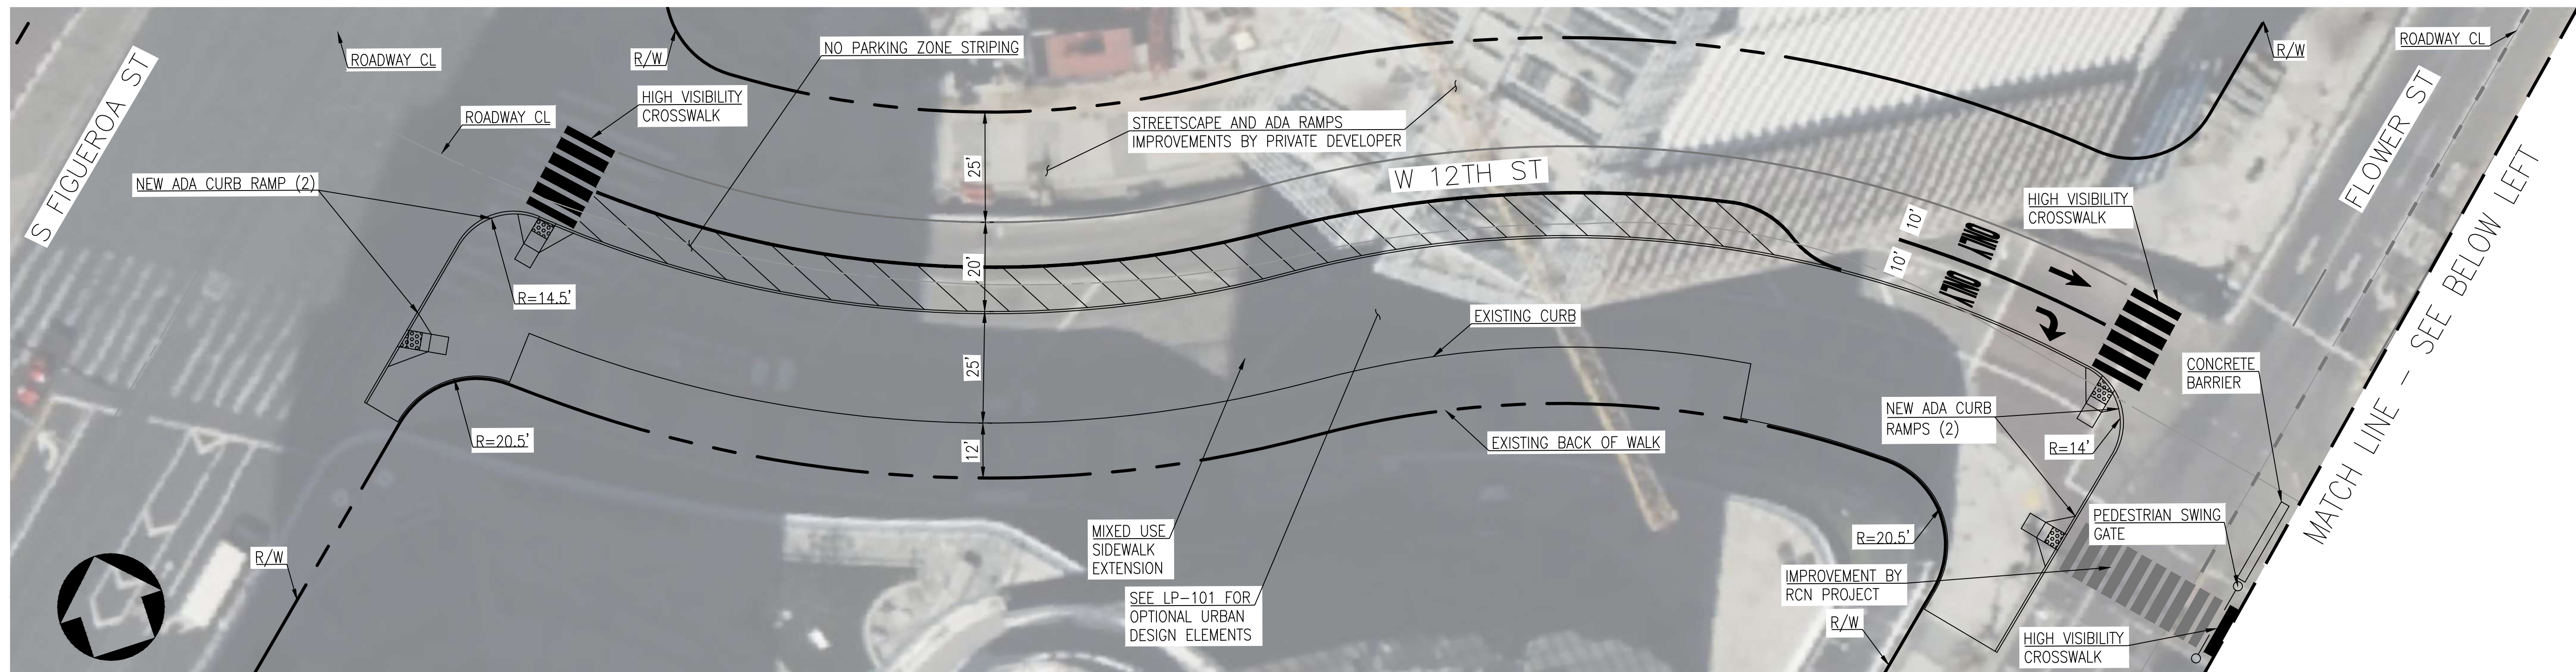 S FIGUEROA ST
ROADWAY CL
R/W
NO PARKING ZONE STRIPING
ROADWAY CL
R/W
HIGH VISIBILITY
CROSSWALK
ROADWAY CL
STREETSCAPE AND ADA RAMPS
IMPROVEMENTS BY PRIVATE DEVELOPER
FLOWER ST
25'
W 12TH ST
NEW ADA CURB RAMP (2)
HIGH VISIBILITY
CROSSWALK
10'
ONLY
10'
ONLY
20'
R=14.5'
EXISTING CURB
MATCH LINE - SEE BELOW LEFT
25'
CONCRETE
BARRIER
NEW ADA CURB
RAMPS (2)
R=20.5'
12'
EXISTING BACK OF WALK
R=14'
MIXED USE
SIDEWALK
EXTENSION
PEDESTRIAN SWING
GATE
R=20.5'
R/W
SEE LP-101 FOR
OPTIONAL URBAN
DESIGN ELEMENTS
IMPROVEMENT BY
RCN PROJECT
R/W
HIGH VISIBILITY
CROSSWALK